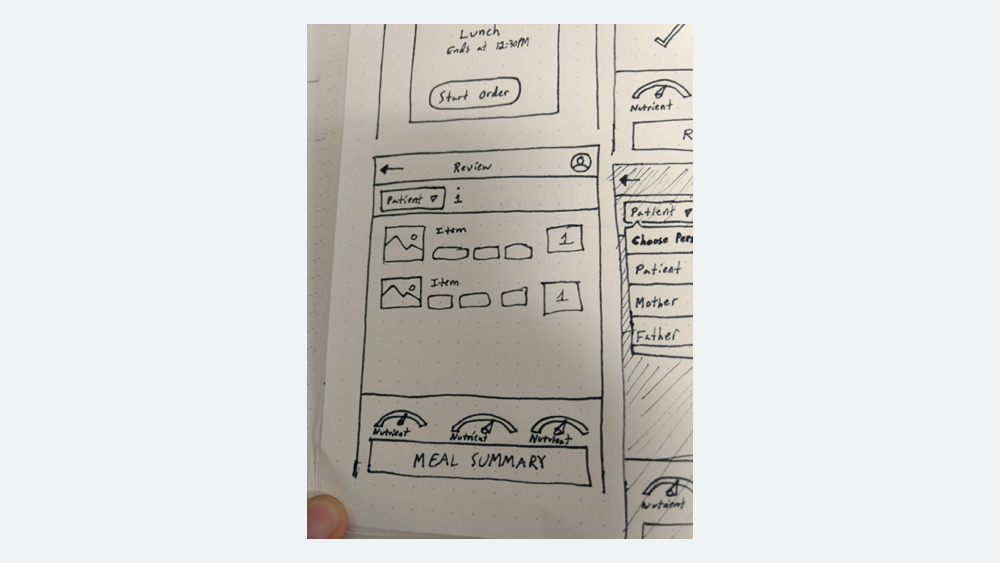 Lunch
Ends at 12:30PM
Start Order
Nutrient
R
Review
Patient
i
Item
1
Item
1
Nutrient
Nutrient
Nutrient
MEAL SUMMARY
Patient
Choose Pers
Patient
Mother
Father
Nutrient